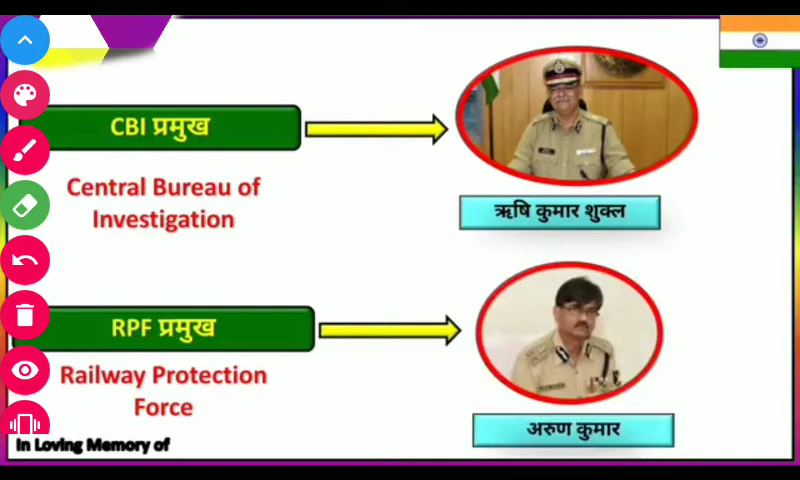 CBI प्रमुख
Central Bureau of
Investigation
ऋषि कुमार शुक्ल
RPF प्रमुख
Railway Protection
Force
अरुण कुमार
In Loving Memory of